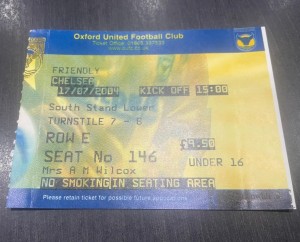 Oxford United Football Club
Ticket Office
FRIENDLY
CHELSEA
17/07/2004 KICK OFF 15:00
South Stand Lower
TURNSTILE 7 - 8
ROW E £9.50
SEAT No 146 UNDER 16
Mrs A M Wilcox
NO SMOKING IN SEATING AREA
Please retain ticket for possible future applications